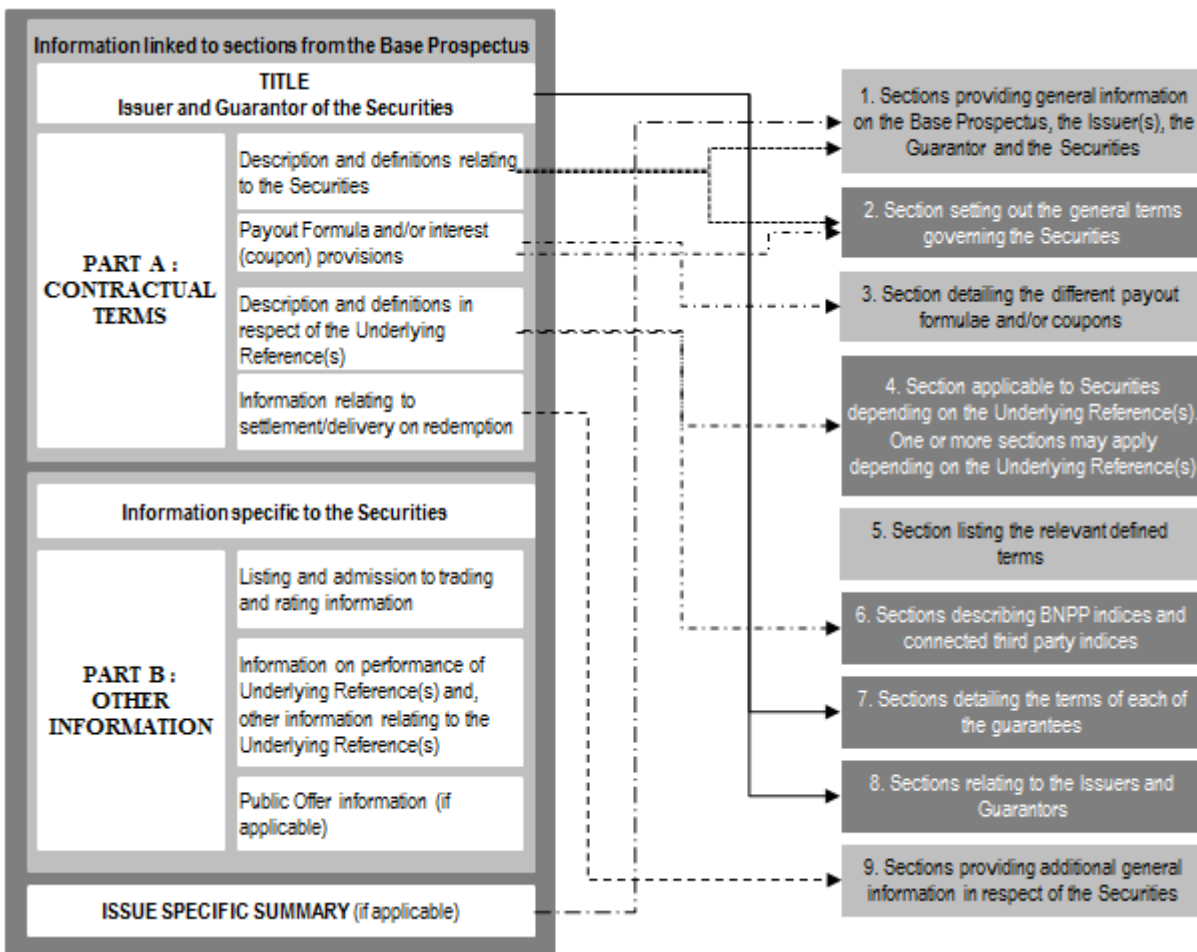 Information linked to sections from the Base Prospectus
TITLE
Issuer and Guarantor of the Securities
PART A :
CONTRACTUAL
TERMS
Description and definitions relating
to the Securities
Payout Formula and/or interest
(coupon) provisions
Description and definitions in
respect of the Underlying
Reference(s)
Information relating to
settlement/delivery on redemption
Information specific to the Securities
PART B :
OTHER
INFORMATION
Listing and admission to trading
and rating information
Information on performance of
Underlying Reference(s) and,
other information relating to the
Underlying Reference(s)
Public Offer information (if
applicable)
ISSUE SPECIFIC SUMMARY (if applicable)
1. Sections providing general information
on the Base Prospectus, the Issuer(s), the
Guarantor and the Securities
2. Section setting out the general terms
governing the Securities
3. Section detailing the different payout
formulae and/or coupons
4. Section applicable to Securities
depending on the Underlying Reference(s).
One or more sections may apply
depending on the Underlying Reference(s)
5. Section listing the relevant defined
terms
6. Sections describing BNPP indices and
connected third party indices
7. Sections detailing the terms of each of
the guarantees
8. Sections relating to the Issuers and
Guarantors
9. Sections providing additional general
information in respect of the Securities